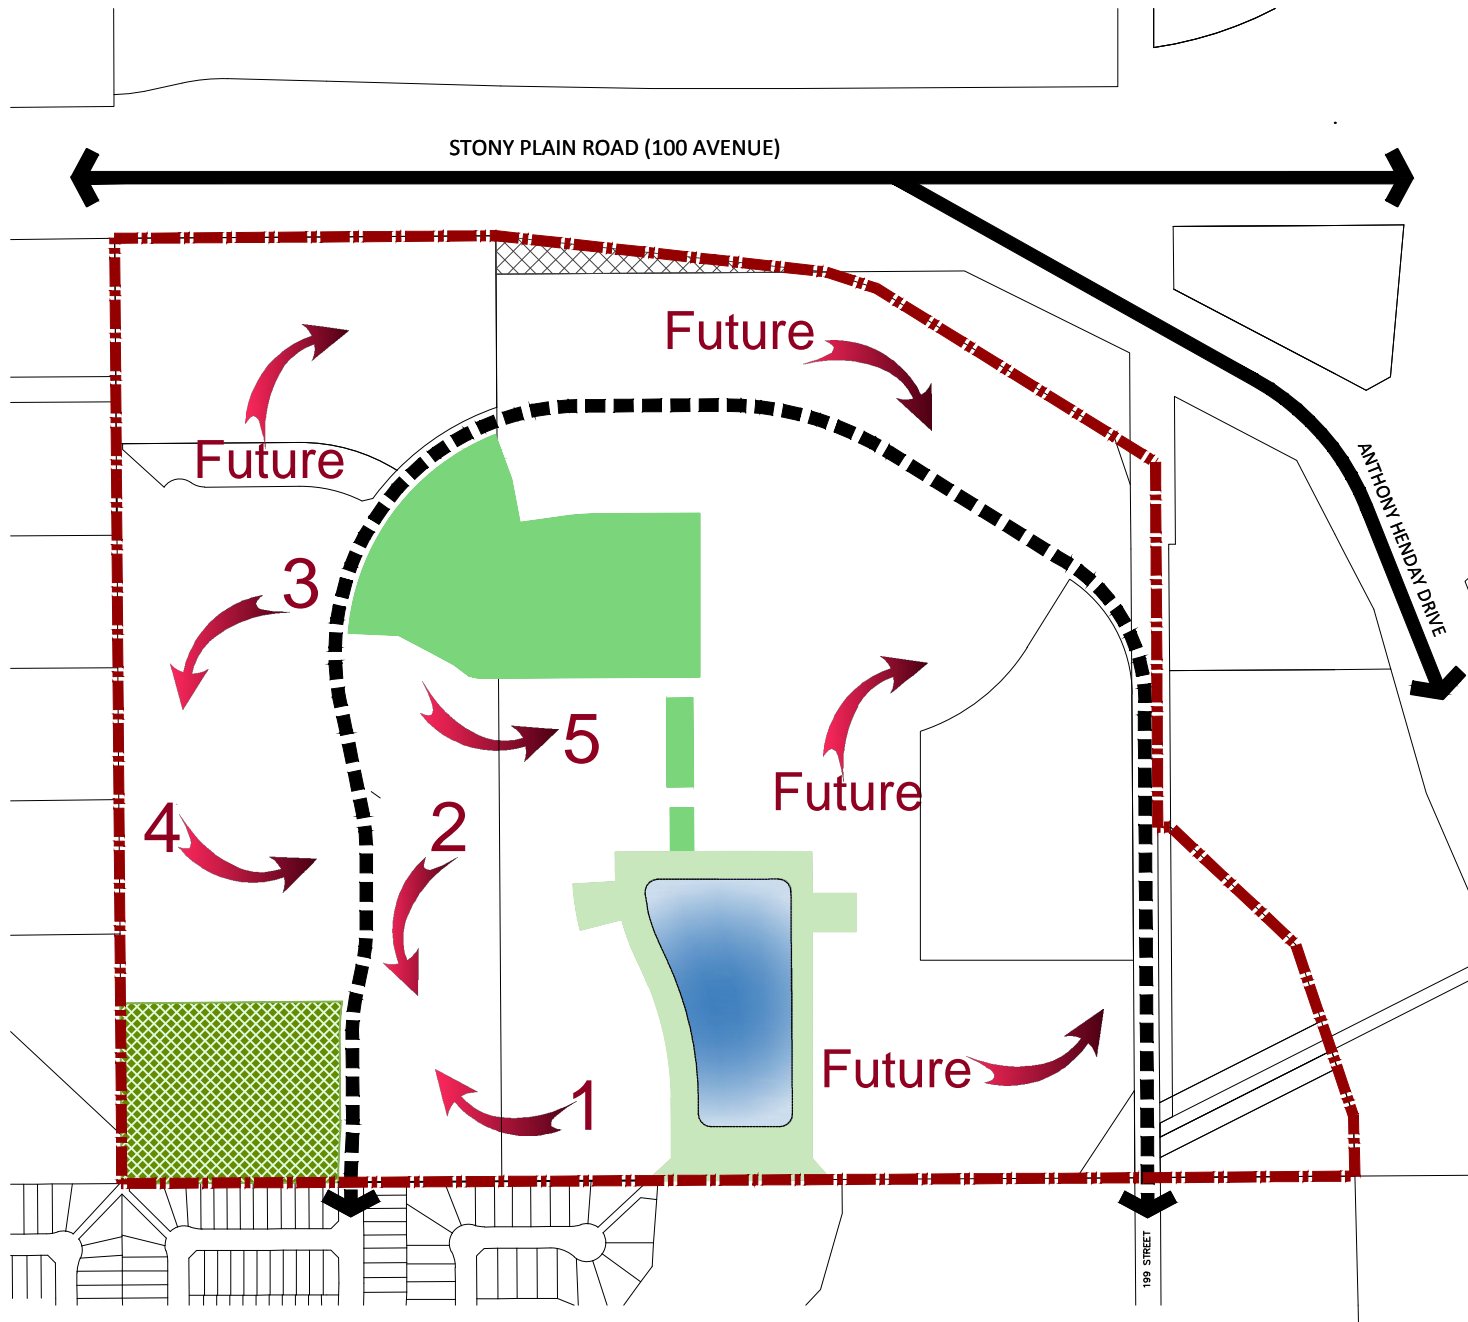 STONY PLAIN ROAD (100 AVENUE)
Future
Future
ANTHONY HENDAY DRIVE
3
5
Future
4
2
Future
1
199 STREET